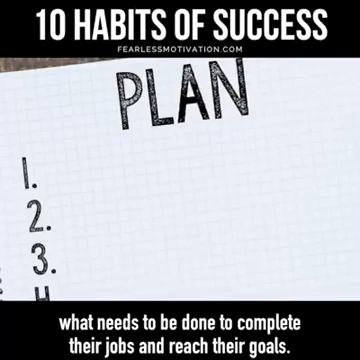 10 HABITS OF SUCCESS
FEARLESSMOTIVATION.COM
PLAN
1.
2.
3.
what needs to be done to complete
their jobs and reach their goals.